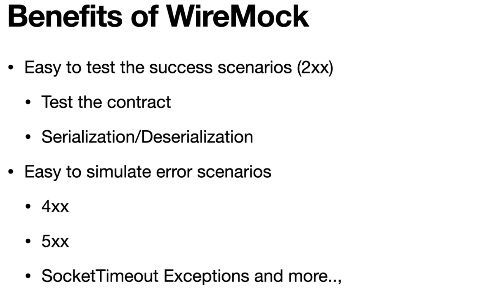 Benefits of WireMock
• Easy to test the success scenarios (2xx)
• Test the contract
• Serialization/Deserialization
• Easy to simulate error scenarios
• 4xx
• 5xx
• SocketTimeout Exceptions and more..,